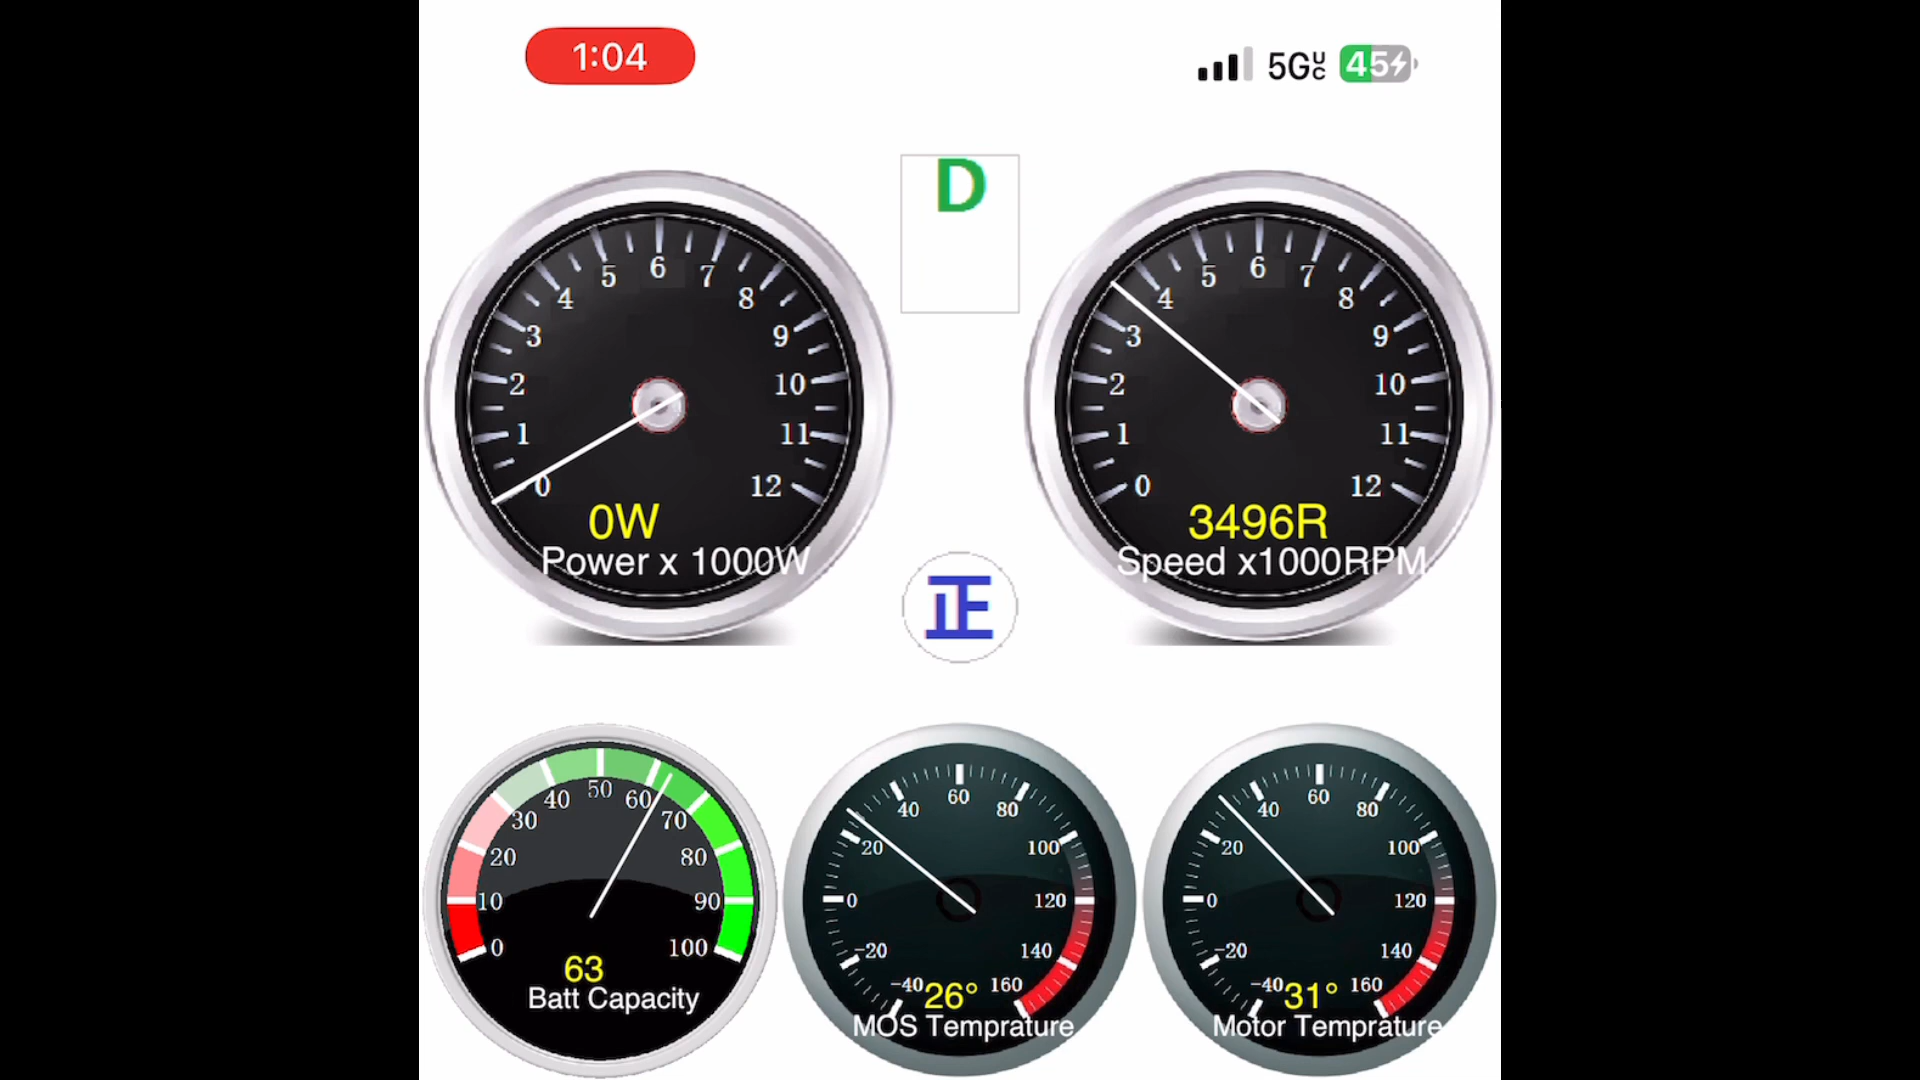 1:04
5G UC 45
D
0 1 2 3 4 5 6 7 8 9 10 11 12
0W
Power x 1000W
0 1 2 3 4 5 6 7 8 9 10 11 12
3496R
Speed x1000RPM
正
0 10 20 30 40 50 60 70 80 90 100
63
Batt Capacity
-40 -20 0 20 40 60 80 100 120 140 160
26°
MOS Temprature
-40 -20 0 20 40 60 80 100 120 140 160
31°
Motor Temprature